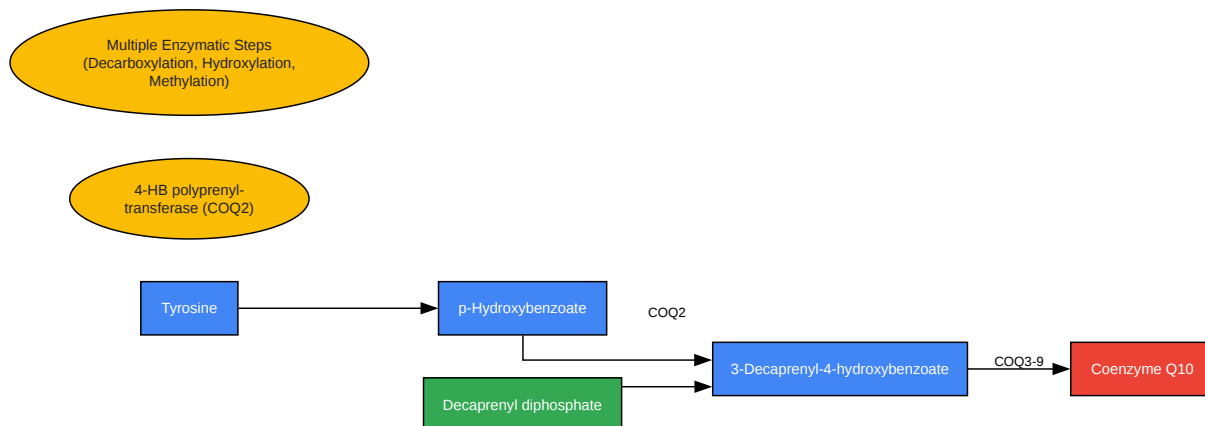 Multiple Enzymatic Steps
(Decarboxylation, Hydroxylation,
Methylation)
4-HB polyprenyl-
transferase (COQ2)
Tyrosine
p-Hydroxybenzoate
COQ2
3-Decaprenyl-4-hydroxybenzoate
COQ3-9
Coenzyme Q10
Decaprenyl diphosphate